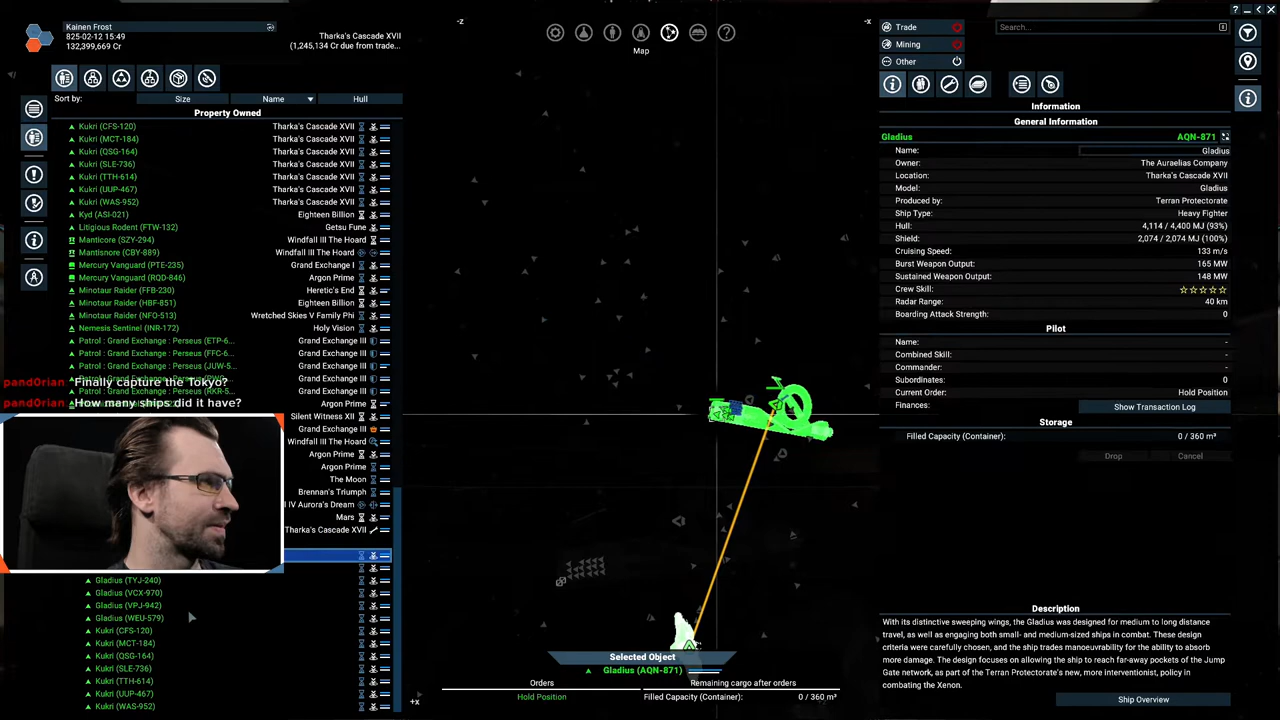 Kainen Frost
825-02-12 15:49
132,399,669 Cr
Tharka's Cascade XVII
(1,245,134 Cr due from trade...
Sort by:
Size
Name
Hull
Property Owned
Kukri (CFS-120) Tharka's Cascade XVII
Kukri (MCT-184) Tharka's Cascade XVII
Kukri (QSG-164) Tharka's Cascade XVII
Kukri (SLE-736) Tharka's Cascade XVII
Kukri (TTH-614) Tharka's Cascade XVII
Kukri (UUP-467) Tharka's Cascade XVII
Kukri (WAS-952) Tharka's Cascade XVII
Kyd (ASI-021) Eighteen Billion
Litigious Rodent (FTW-132) Getsu Fune
Manticore (SZY-294) Windfall III The Hoard
Mantisnore (CBY-889) Windfall III The Hoard
Mercury Vanguard (PTE-235) Grand Exchange I
Mercury Vanguard (RQD-846) Argon Prime
Minotaur Raider (FFB-230) Heretic's End
Minotaur Raider (HBF-851) Eighteen Billion
Minotaur Raider (NFO-513) Wretched Skies V Family Phi
Nemesis Sentinel (INR-172) Holy Vision
Patrol : Grand Exchange : Perseus (ETP-6... Grand Exchange III
Patrol : Grand Exchange : Perseus (FFC-6... Grand Exchange III
Patrol : Grand Exchange : Perseus (JUW-5... Grand Exchange III
Grand Exchange III
pand0rian Finally capture the Tokyo?
Grand Exchange III
pand0rian How many ships did it have?
Argon Prime
Silent Witness XII
Grand Exchange III
Windfall III The Hoard
Argon Prime
Argon Prime
The Moon
Brennan's Triumph
l IV Aurora's Dream
Mars
Tharka's Cascade XVII
Gladius (TYJ-240)
Gladius (VCX-970)
Gladius (VPJ-942)
Gladius (WEU-579)
Kukri (CFS-120)
Kukri (MCT-184)
Kukri (QSG-164)
Kukri (SLE-736)
Kukri (TTH-614)
Kukri (UUP-467)
Kukri (WAS-952)
-z
-x
+x
Map
Selected Object
Gladius (AQN-871)
Orders
Remaining cargo after orders
Hold Position
Filled Capacity (Container): 0 / 360 m³
Trade
Mining
Other
Search...
Information
General Information
Gladius AQN-871
Name: Gladius
Owner: The Auraelias Company
Location: Tharka's Cascade XVII
Model: Gladius
Produced by: Terran Protectorate
Ship Type: Heavy Fighter
Hull: 4,114 / 4,400 MJ (93%)
Shield: 2,074 / 2,074 MJ (100%)
Cruising Speed: 133 m/s
Burst Weapon Output: 165 MW
Sustained Weapon Output: 148 MW
Crew Skill: ☆☆☆☆☆
Radar Range: 40 km
Boarding Attack Strength: 0
Pilot
Name: -
Combined Skill: -
Commander: -
Subordinates: 0
Current Order: Hold Position
Finances: Show Transaction Log
Storage
Filled Capacity (Container): 0 / 360 m³
Drop
Cancel
Description
With its distinctive sweeping wings, the Gladius was designed for medium to long distance
travel, as well as engaging both small- and medium-sized ships in combat. These design
criteria were carefully chosen, and the ship trades manoeuvrability for the ability to absorb
more damage. The design focuses on allowing the ship to reach far-away pockets of the Jump
Gate network, as part of the Terran Protectorate's new, more interventionist, policy in
combating the Xenon.
Ship Overview